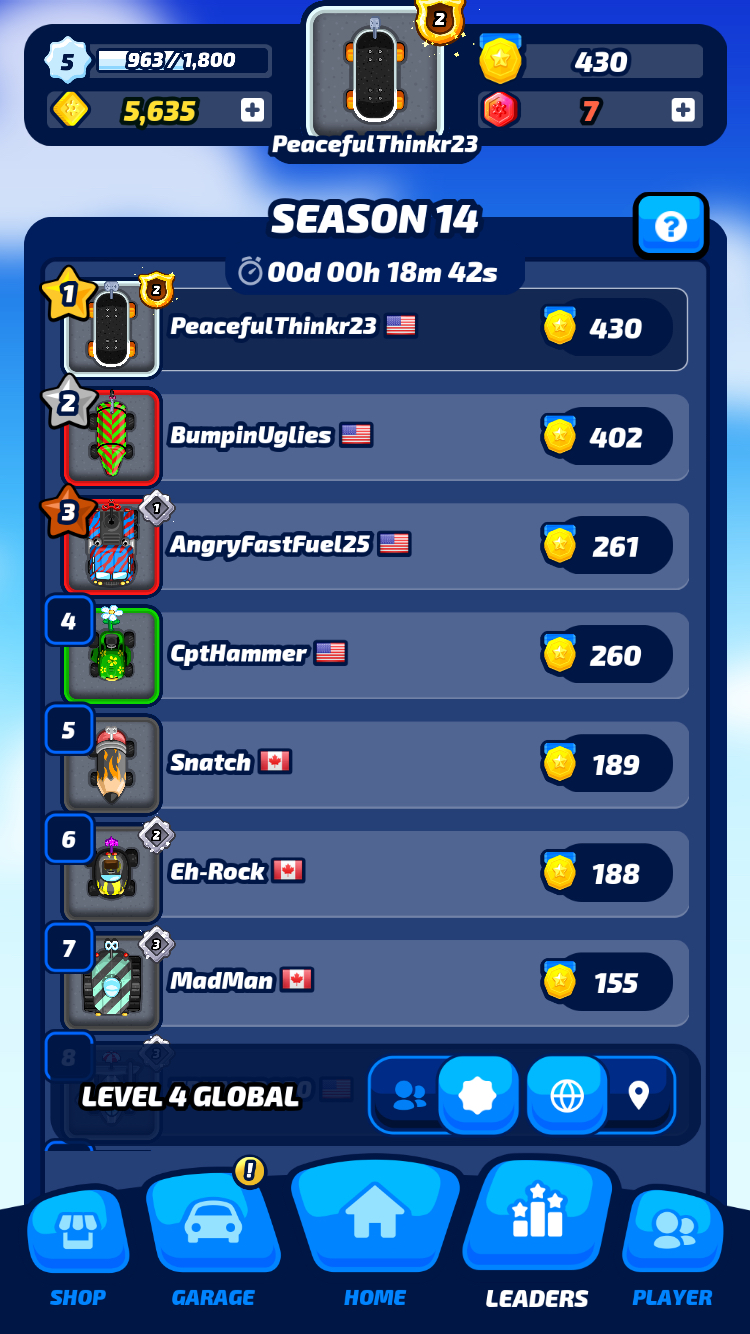 2
5 963/1,800
430
5,635 +
7 +
PeacefulThinkr23
SEASON 14
?
00d 00h 18m 42s
1 2 PeacefulThinkr23 430
2 BumpinUglies 402
3 1 AngryFastFuel25 261
4 CptHammer 260
5 Snatch 189
6 2 Eh-Rock 188
7 3 MadMan 155
8 3
LEVEL 4 GLOBAL
!
SHOP GARAGE HOME LEADERS PLAYER